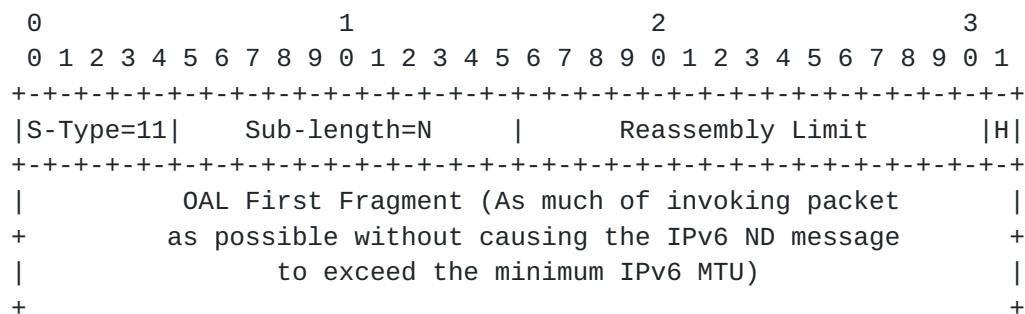 0                   1                   2                   3
 0 1 2 3 4 5 6 7 8 9 0 1 2 3 4 5 6 7 8 9 0 1 2 3 4 5 6 7 8 9 0 1
+-+-+-+-+-+-+-+-+-+-+-+-+-+-+-+-+-+-+-+-+-+-+-+-+-+-+-+-+-+-+-+-+
|S-Type=11|    Sub-length=N     |      Reassembly Limit       |H|
+-+-+-+-+-+-+-+-+-+-+-+-+-+-+-+-+-+-+-+-+-+-+-+-+-+-+-+-+-+-+-+-+
|          OAL First Fragment (As much of invoking packet       |
+         as possible without causing the IPv6 ND message       +
|                to exceed the minimum IPv6 MTU)                |
+                                                               +